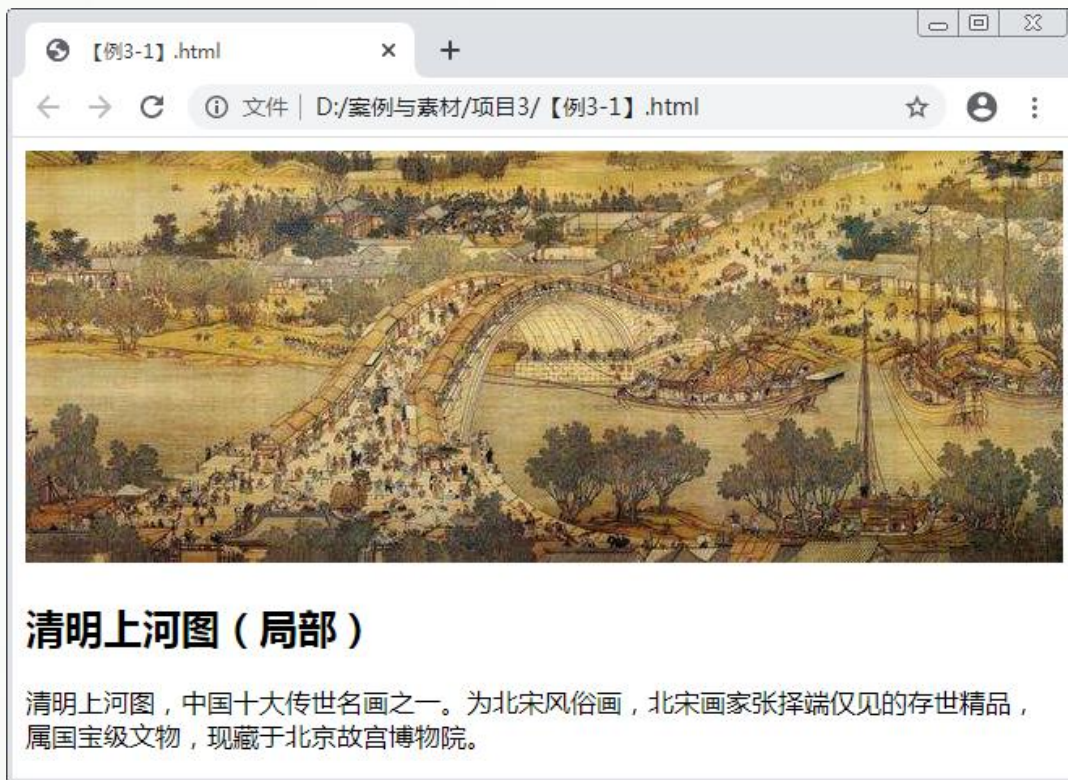 【例3-1】.html
文件 D:/案例与素材/项目3/【例3-1】.html
清明上河图（局部）
清明上河图，中国十大传世名画之一。为北宋风俗画，北宋画家张择端仅见的存世精品，
属国宝级文物，现藏于北京故宫博物院。